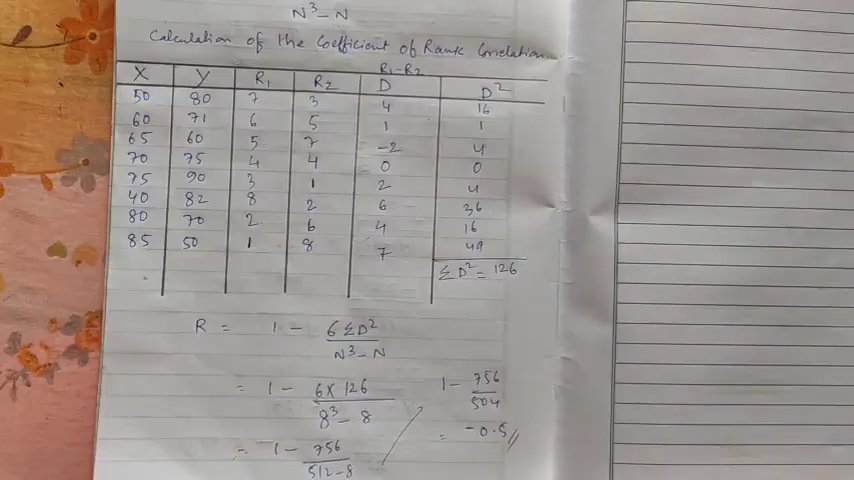 N³ - N
Calculation of the Coefficient of Rank Correlation
R₁-R₂
X Y R₁ R₂ D D²
50 80 7 3 4 16
60 71 6 5 1 1
65 60 5 7 -2 4
70 75 4 4 0 0
75 90 3 1 2 4
40 82 8 2 6 36
80 70 2 6 4 16
85 50 1 8 7 49
ΣD² = 126
R = 1 - 6ΣD² / N³ - N
= 1 - 6 X 126 / 8³ - 8
= 1 - 756 / 512 - 8
1 - 756 / 504
= -0.5//